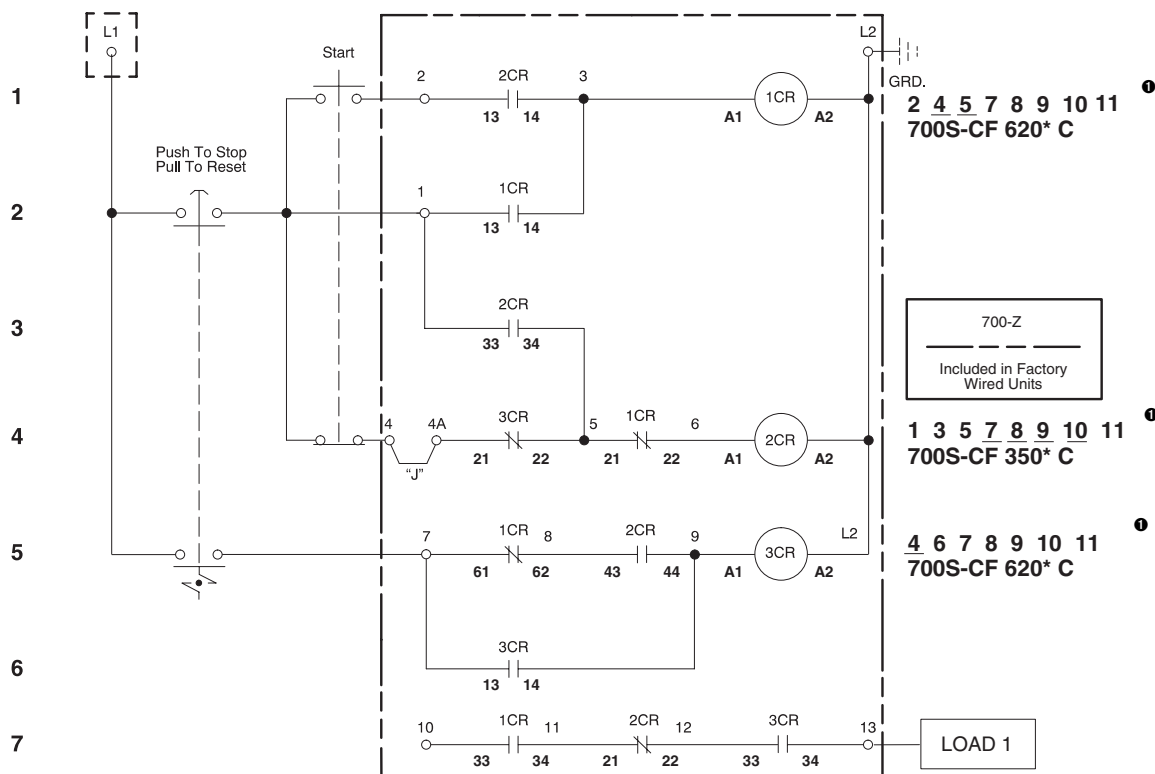 L1
Start
L2
GRD.
1
2
2CR
3
1CR
13 14
A1 A2
2 4 5 7 8 9 10 11 ❶
700S-CF 620* C
Push To Stop
Pull To Reset
2
1
1CR
13 14
3
2CR
33 34
700-Z
Included in Factory
Wired Units
4
4
4A
3CR
5
1CR
6
2CR
21 22
21 22
A1 A2
"J"
1 3 5 7 8 9 10 11 ❶
700S-CF 350* C
5
7
1CR
8
2CR
9
3CR
L2
61 62
43 44
A1 A2
4 6 7 8 9 10 11 ❶
700S-CF 620* C
6
3CR
13 14
7
10
1CR
11
2CR
12
3CR
13
33 34
21 22
33 34
LOAD 1